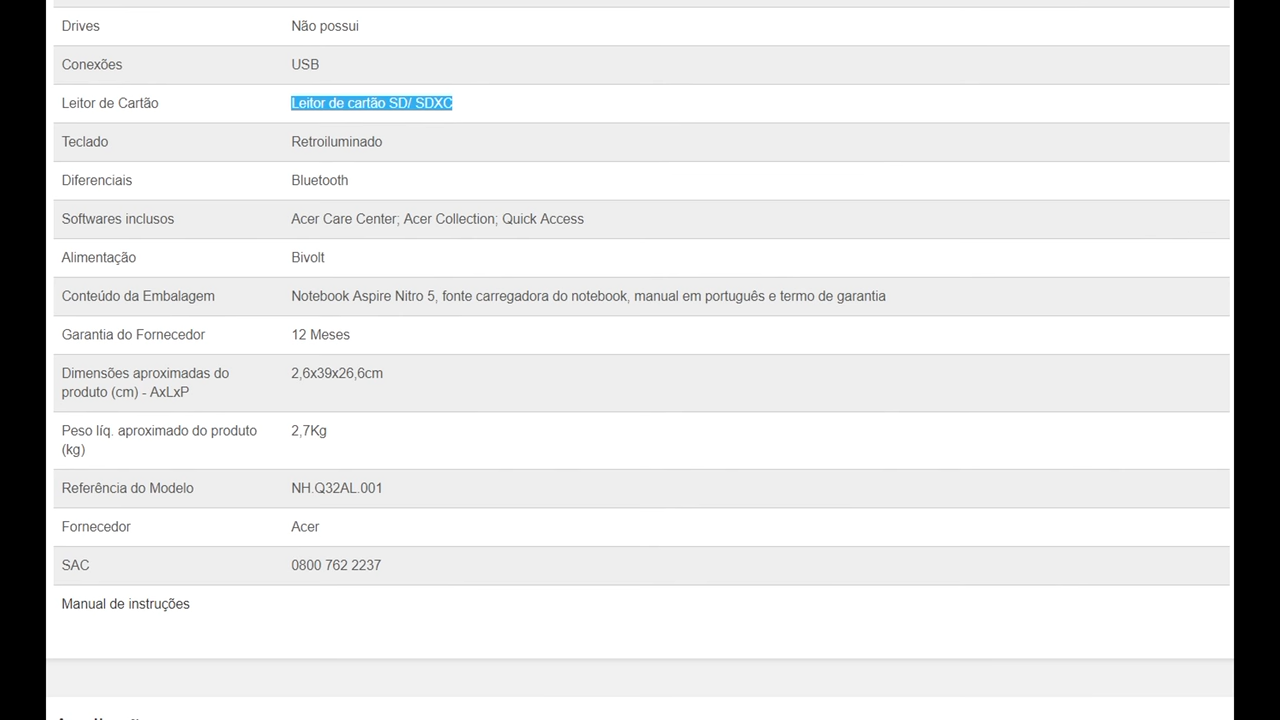 Drives Não possui
Conexões USB
Leitor de Cartão Leitor de cartão SD/ SDXC
Teclado Retroiluminado
Diferenciais Bluetooth
Softwares inclusos Acer Care Center; Acer Collection; Quick Access
Alimentação Bivolt
Conteúdo da Embalagem Notebook Aspire Nitro 5, fonte carregadora do notebook, manual em português e termo de garantia
Garantia do Fornecedor 12 Meses
Dimensões aproximadas do 2,6x39x26,6cm
produto (cm) - AxLxP
Peso líq. aproximado do produto 2,7Kg
(kg)
Referência do Modelo NH.Q32AL.001
Fornecedor Acer
SAC 0800 762 2237
Manual de instruções